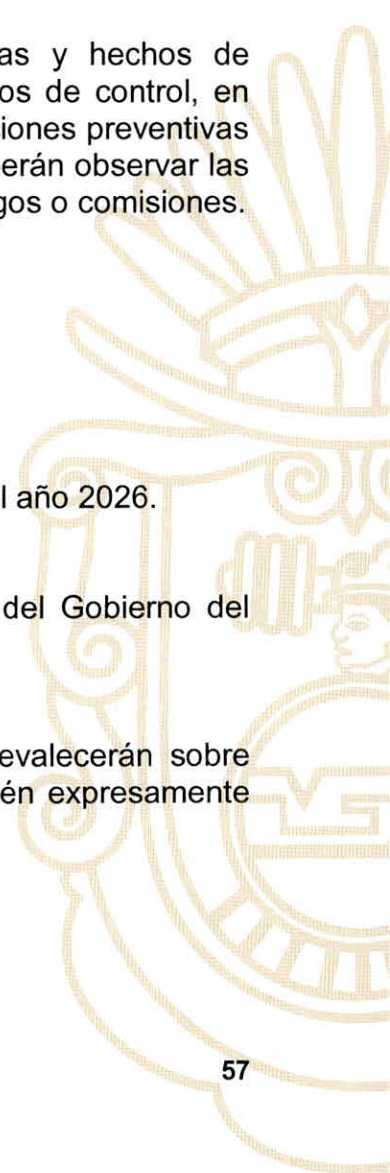 as y hechos de
os de control, en
siones preventivas
erán observar las
gos o comisiones.
l año 2026.
del Gobierno del
evalecerán sobre
én expresamente
57